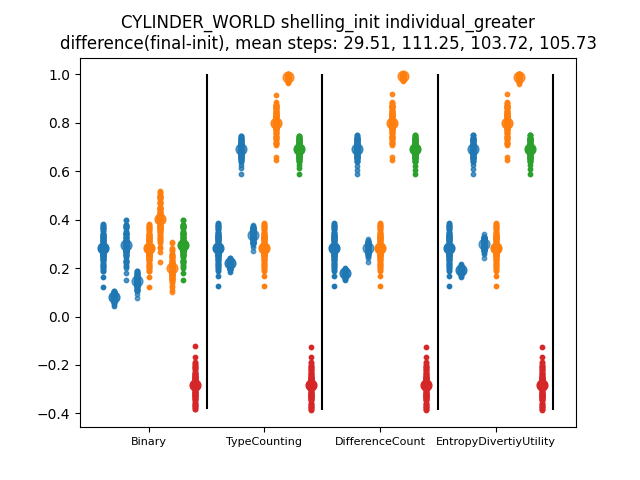 CYLINDER_WORLD shelling_init individual_greater
difference(final-init), mean steps: 29.51, 111.25, 103.72, 105.73
1.0
0.8
0.6
0.4
0.2
0.0
−0.2
−0.4
Binary
TypeCounting
DifferenceCount
EntropyDivertiyUtility